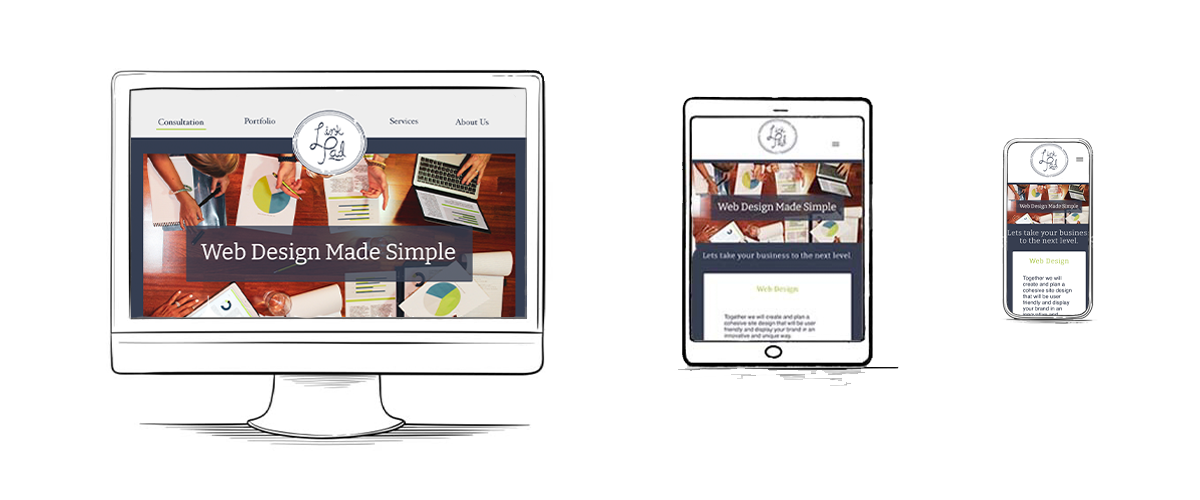 Consultation
Portfolio
Link
Pad
Services
About Us
Web Design Made Simple
Link
Pad
Web Design Made Simple
Lets take your business to the next level
Web Design
Together we will create and plan a
cohesive site design that will be user
friendly and display your brand in an
innovative and unique way.
Link
Pad
Web Design Made Simple
Lets take your busines
to the next level.
Web Design
Together we will
create and plan a
cohesive site design
that will be user
friendly and display
your brand in an
innovative and